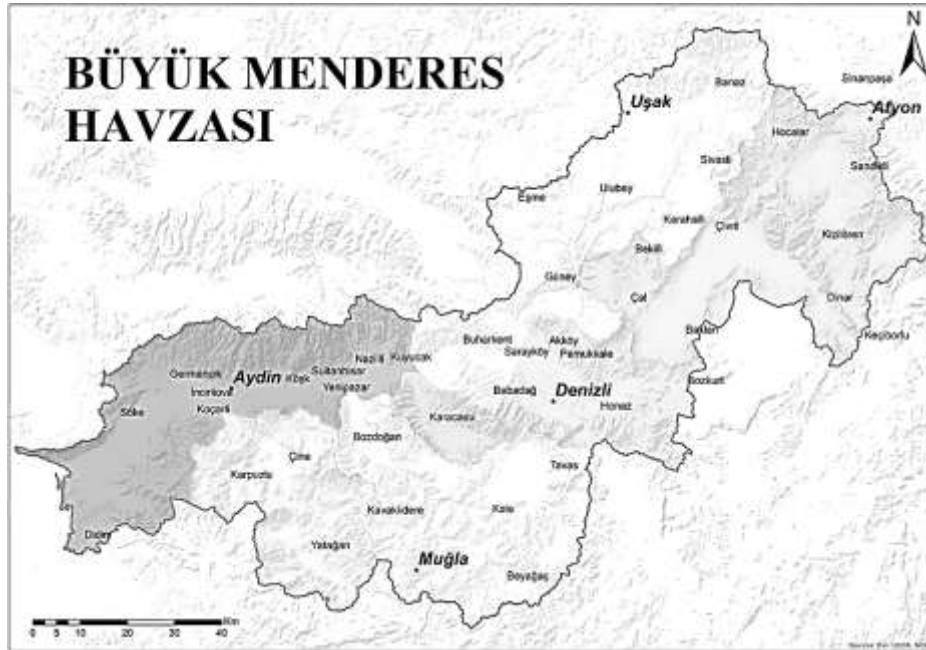 BÜYÜK MENDERES
HAVZASI
N
Banaz
Sinanpaşa
Uşak
Afyon
Hocalar
Sivaslı
Sandıklı
Ulubey
Eşme
Karahallı
Çivril
Kızılören
Bekilli
Güney
Çal
Dinar
Baklan
Keçiborlu
Buharkent
Akköy
Sarayköy
Pamukkale
Nazilli
Kuyucak
Germencik
Aydın
Köşk
Sultanhisar
Yenipazar
İncirliova
Koçarlı
Söke
Babadağ
Denizli
Bozkurt
Honaz
Karacasu
Bozdoğan
Çine
Karpuzlu
Tavas
Kavaklıdere
Kale
Didim
Yatağan
Muğla
Beyağaç
0 5 10 20 30 40 Km